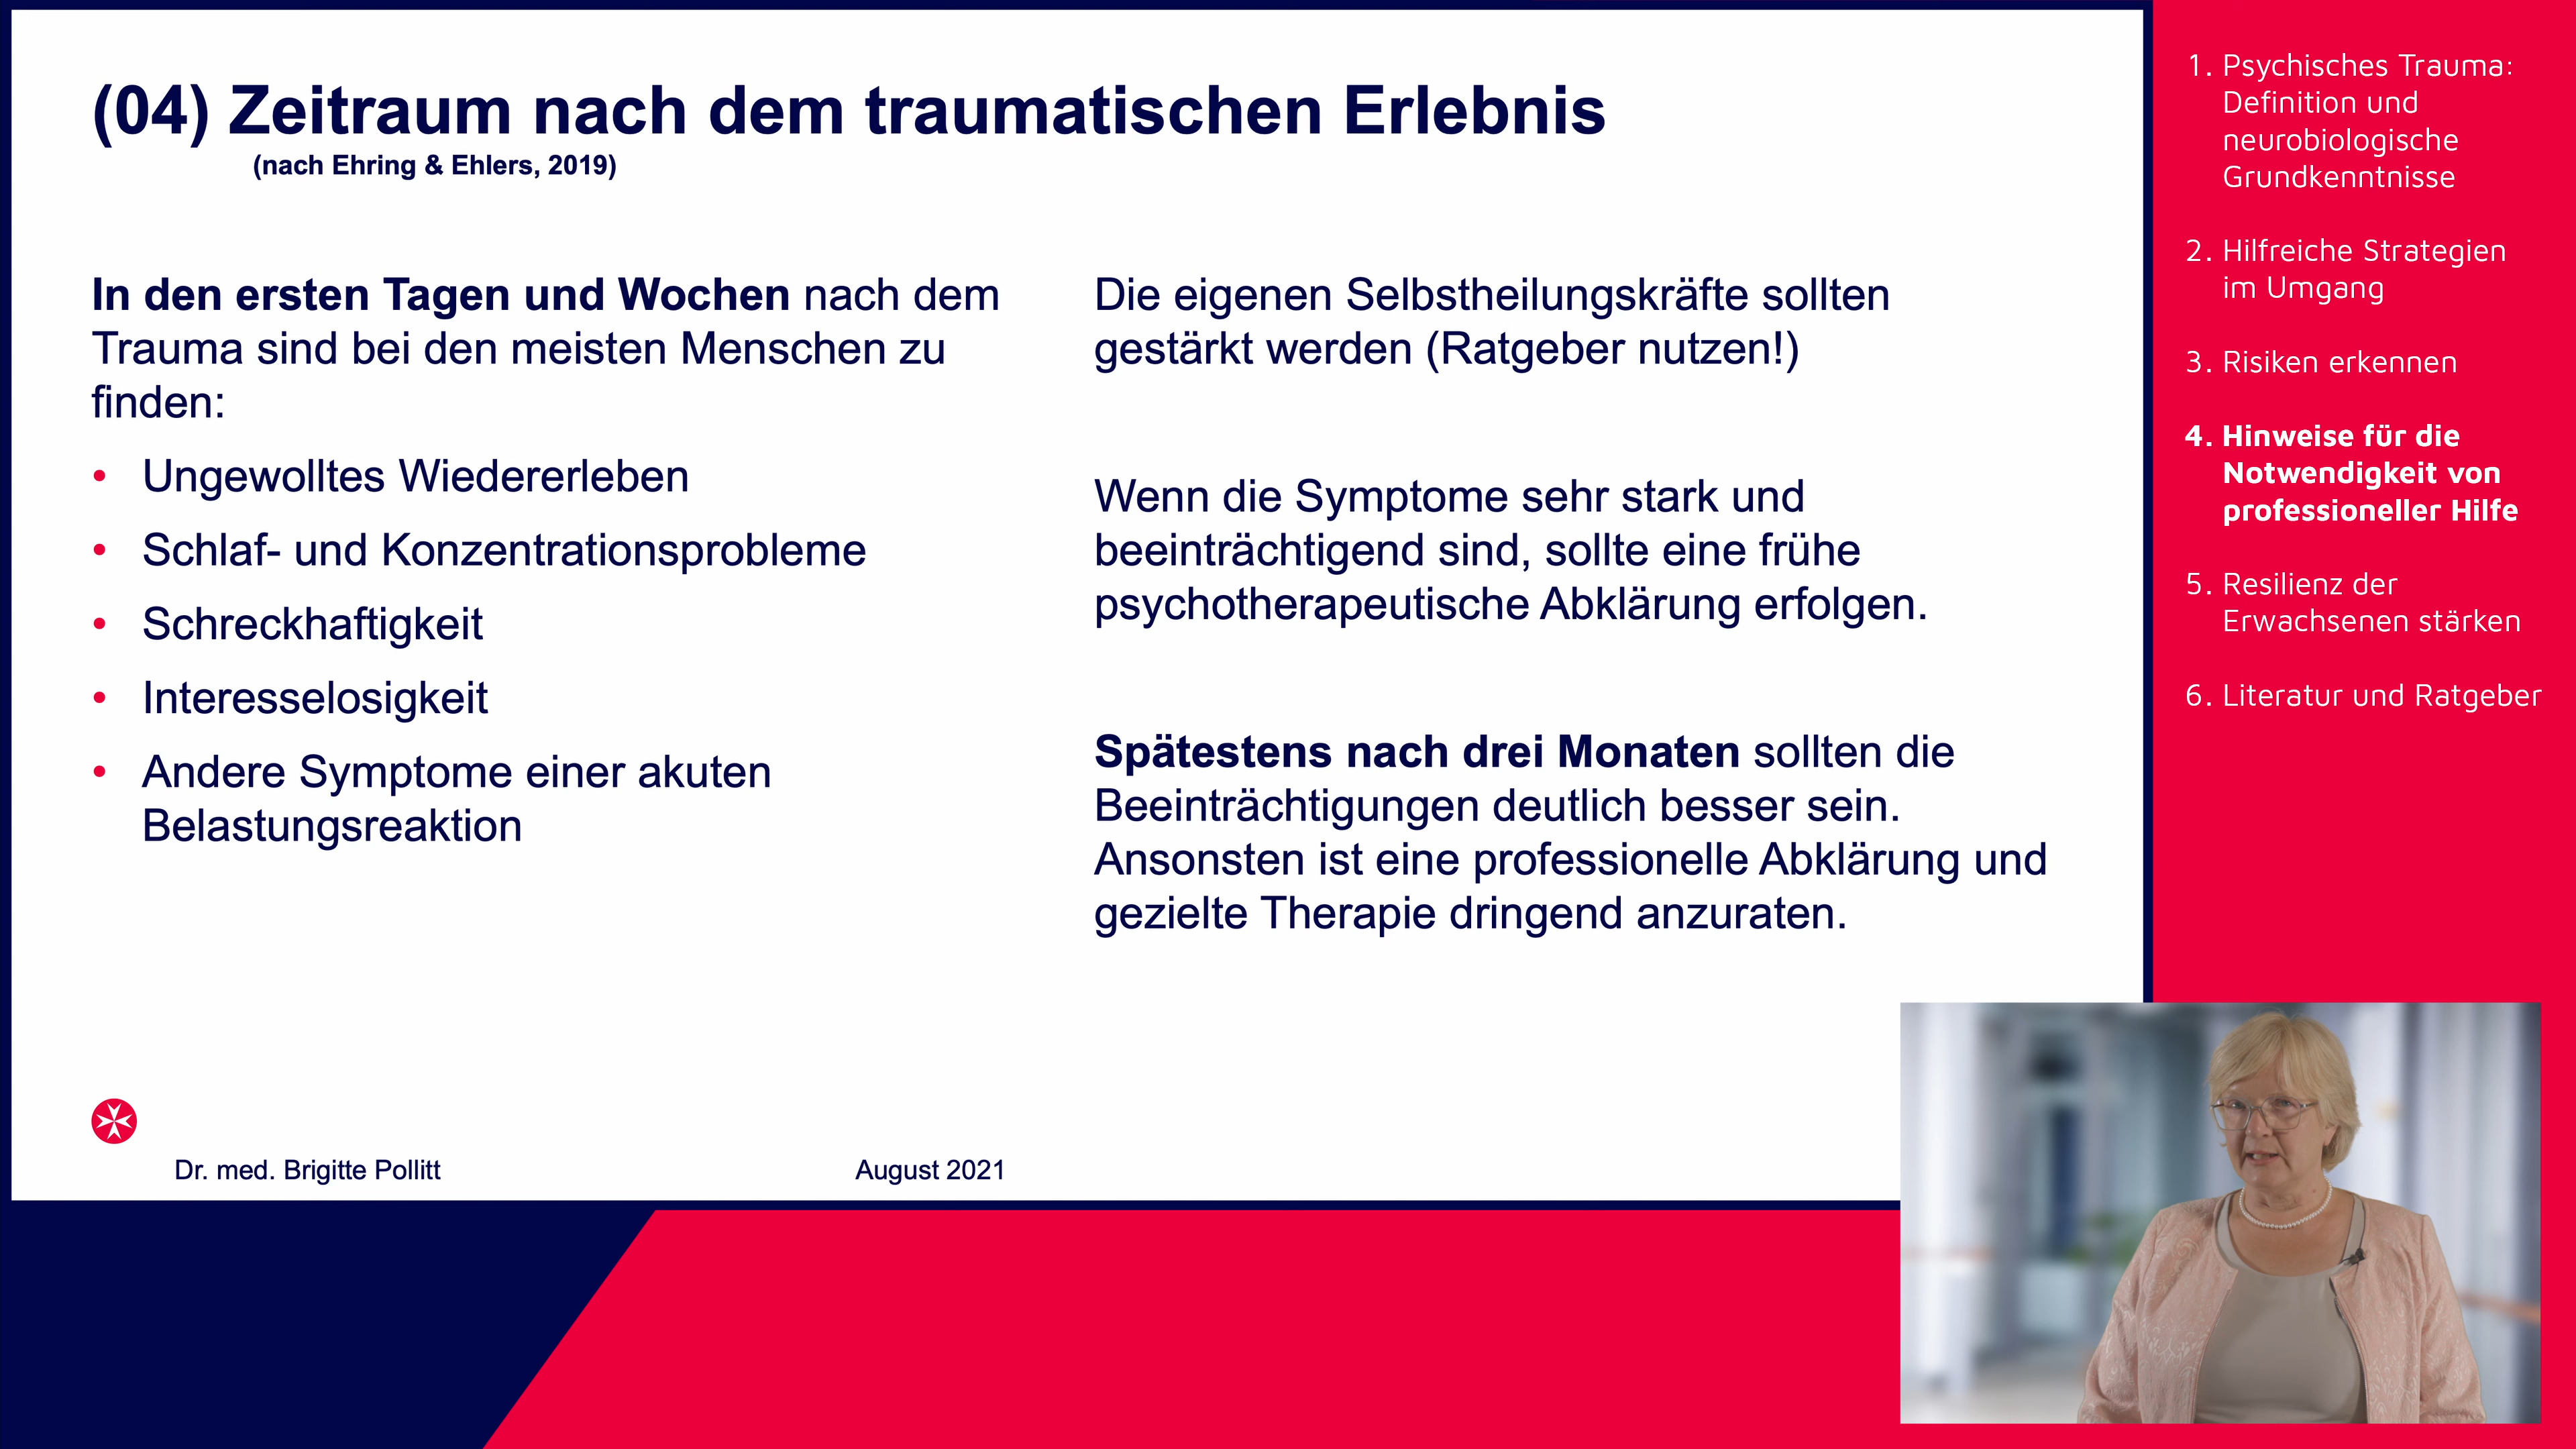 (04) Zeitraum nach dem traumatischen Erlebnis
(nach Ehring & Ehlers, 2019)
In den ersten Tagen und Wochen nach dem
Trauma sind bei den meisten Menschen zu
finden:
• Ungewolltes Wiedererleben
• Schlaf- und Konzentrationsprobleme
• Schreckhaftigkeit
• Interesselosigkeit
• Andere Symptome einer akuten
Belastungsreaktion
Die eigenen Selbstheilungskräfte sollten
gestärkt werden (Ratgeber nutzen!)
Wenn die Symptome sehr stark und
beeinträchtigend sind, sollte eine frühe
psychotherapeutische Abklärung erfolgen.
Spätestens nach drei Monaten sollten die
Beeinträchtigungen deutlich besser sein.
Ansonsten ist eine professionelle Abklärung und
gezielte Therapie dringend anzuraten.
Dr. med. Brigitte Pollitt
August 2021
1. Psychisches Trauma:
Definition und
neurobiologische
Grundkenntnisse
2. Hilfreiche Strategien
im Umgang
3. Risiken erkennen
4. Hinweise für die
Notwendigkeit von
professioneller Hilfe
5. Resilienz der
Erwachsenen stärken
6. Literatur und Ratgeber